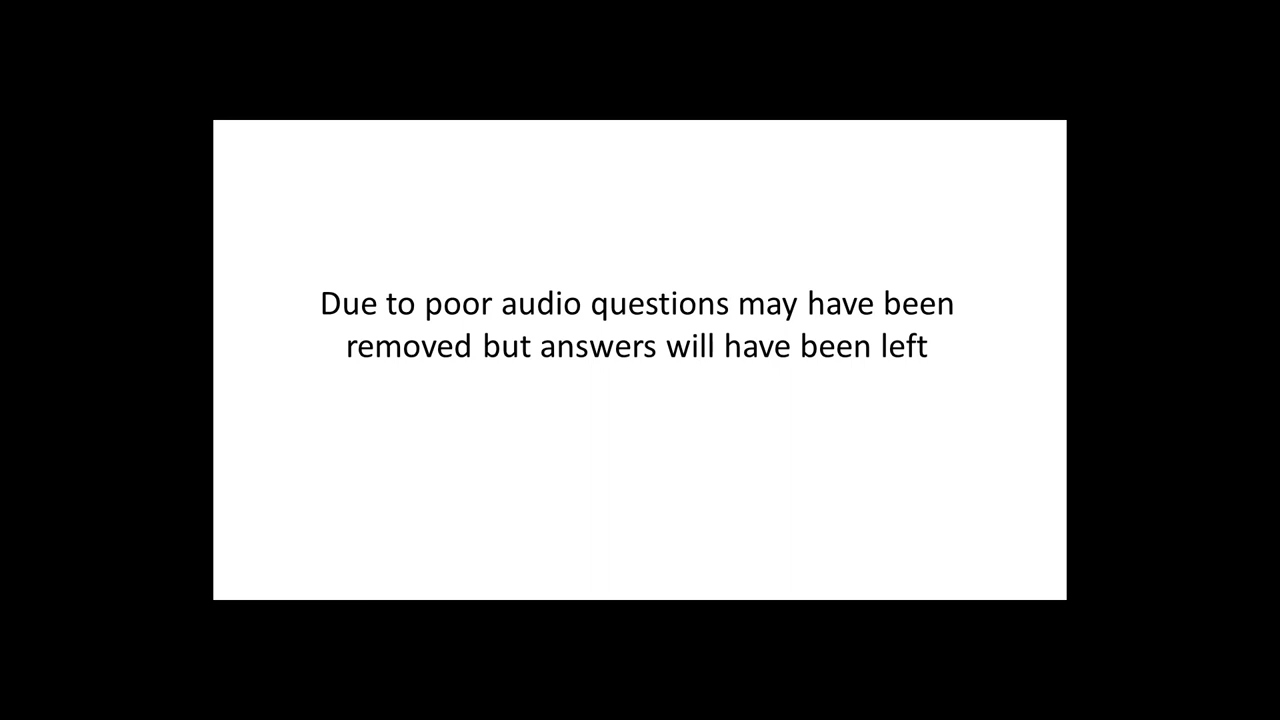 Due to poor audio questions may have been
removed but answers will have been left